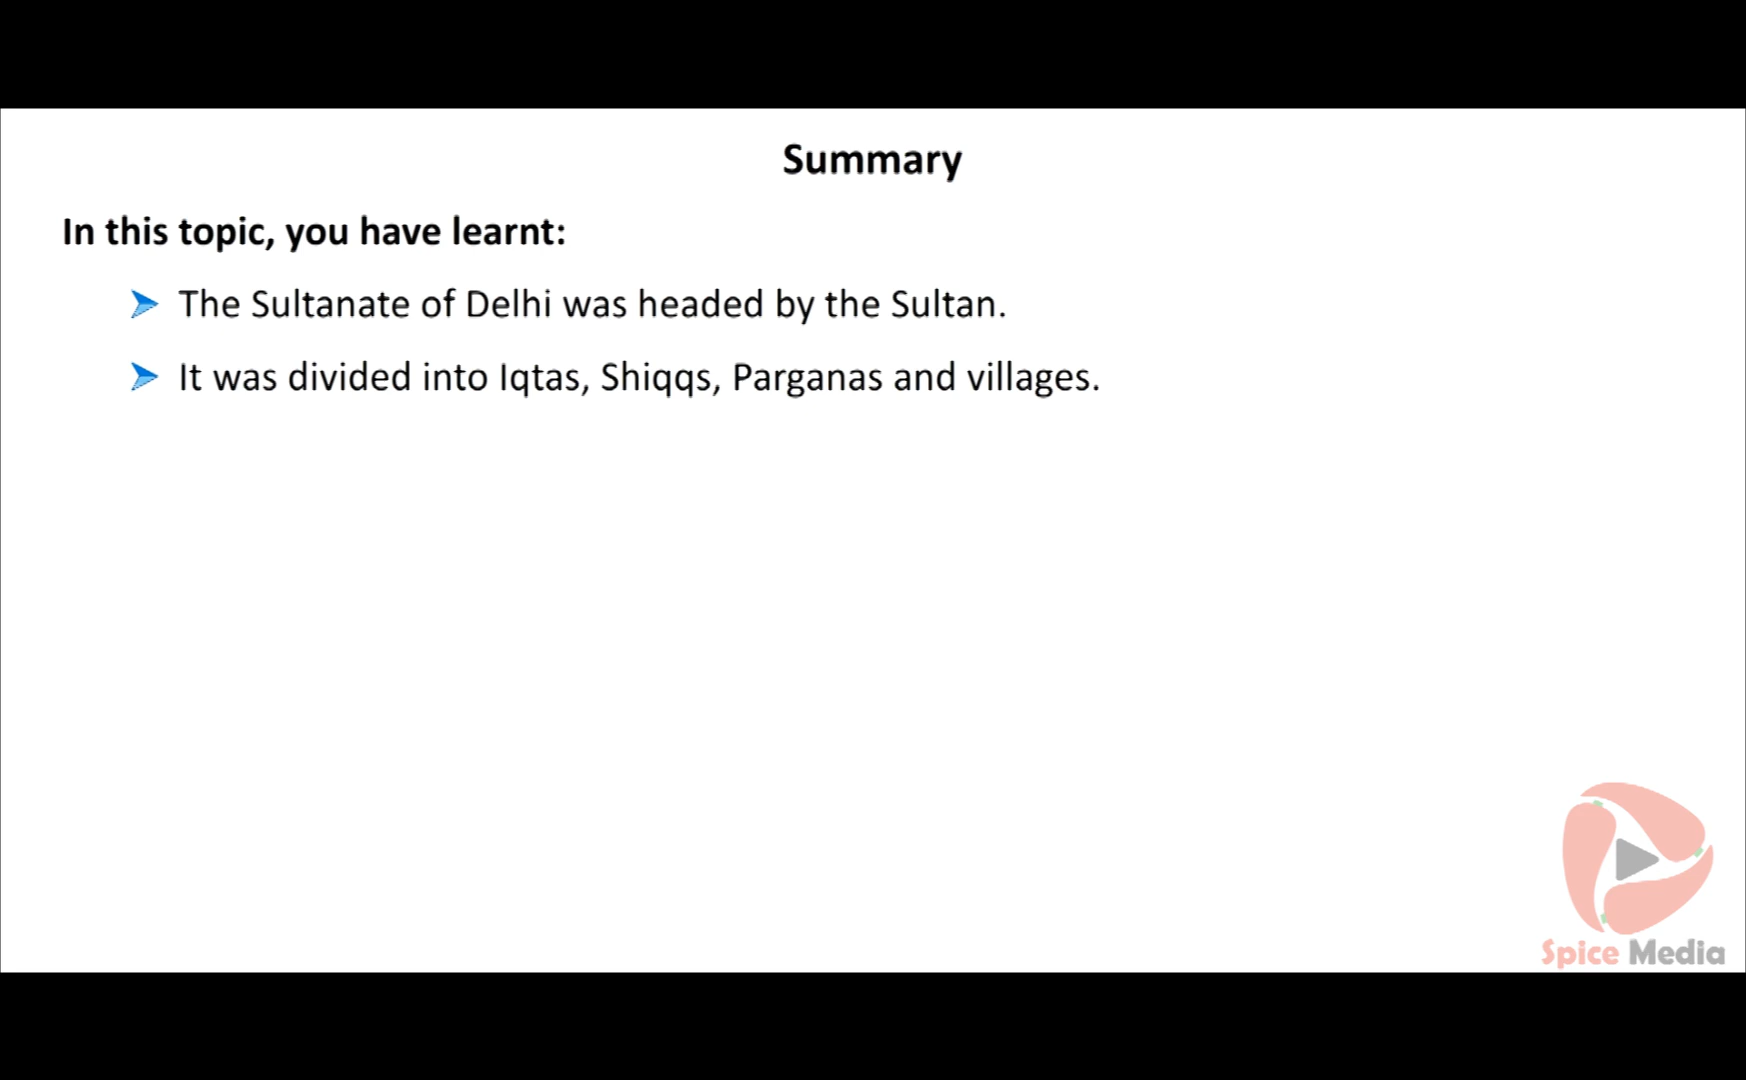 Summary
In this topic, you have learnt:
The Sultanate of Delhi was headed by the Sultan.
It was divided into Iqtas, Shiqqs, Parganas and villages.
Spice Media